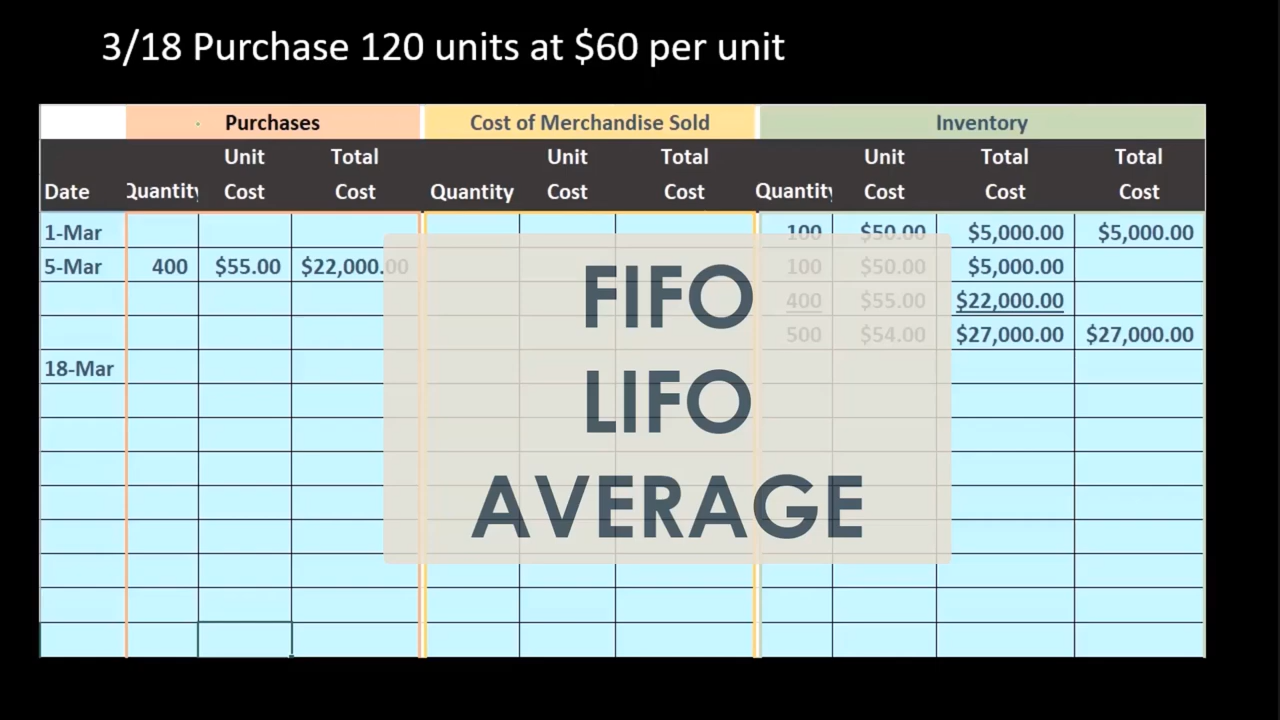 3/18 Purchase 120 units at $60 per unit
Purchases Cost of Merchandise Sold Inventory
Unit Total Unit Total Unit Total Total
Date Quantity Cost Cost Quantity Cost Cost Quantity Cost Cost Cost
1-Mar 100 $50.00 $5,000.00 $5,000.00
5-Mar 400 $55.00 $22,000.00 100 $50.00 $5,000.00
400 $55.00 $22,000.00
500 $54.00 $27,000.00 $27,000.00
18-Mar
FIFO
LIFO
AVERAGE